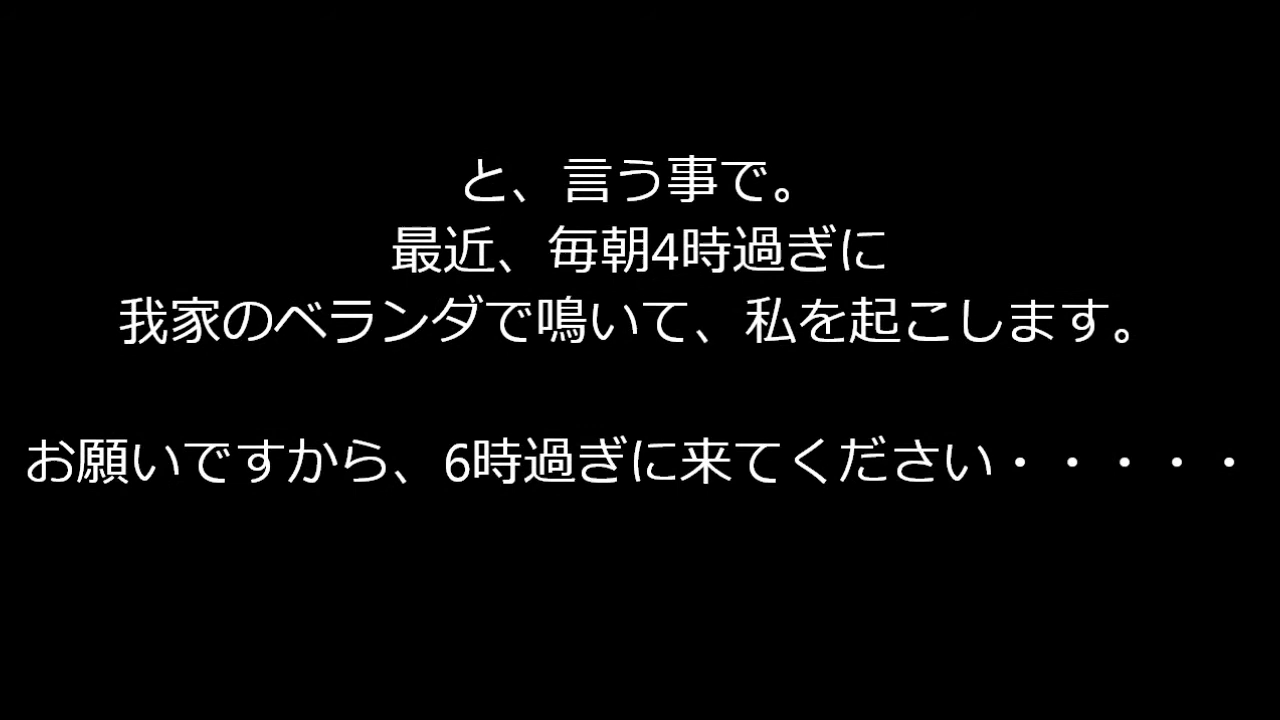 と、言う事で。
最近、毎朝4時過ぎに
我家のベランダで鳴いて、私を起こします。
お願いですから、6時過ぎに来てください・・・・・